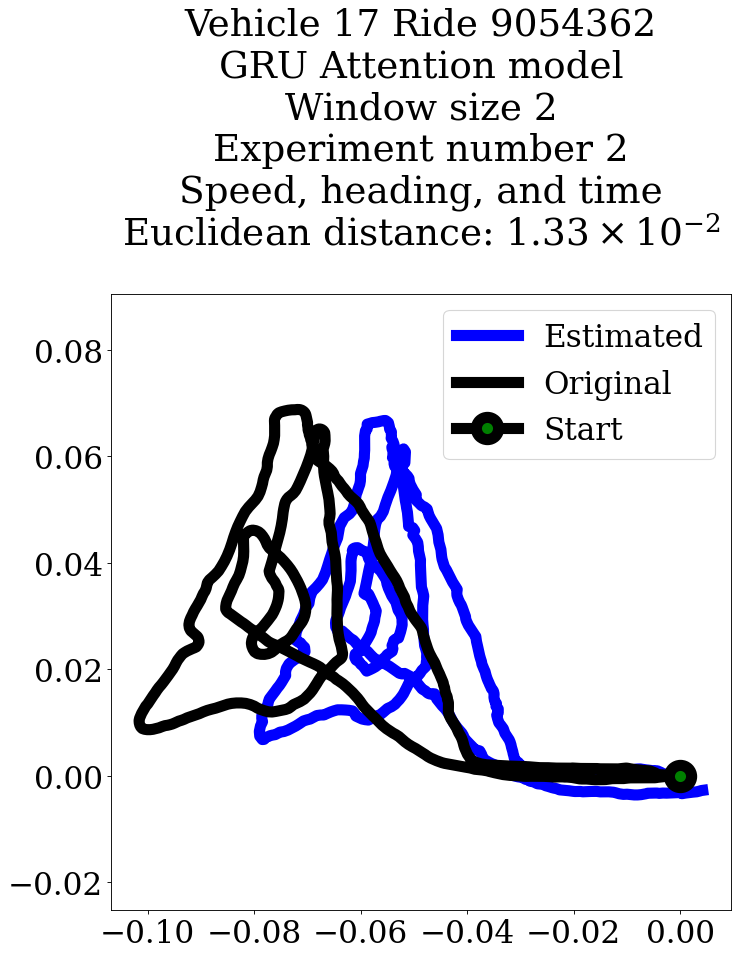 Vehicle 17 Ride 9054362
GRU Attention model
Window size 2
Experiment number 2
Speed, heading, and time
Euclidean distance: 1.33 × 10⁻²
Estimated
Original
Start
0.08
0.06
0.04
0.02
0.00
−0.02
−0.10 −0.08 −0.06 −0.04 −0.02 0.00